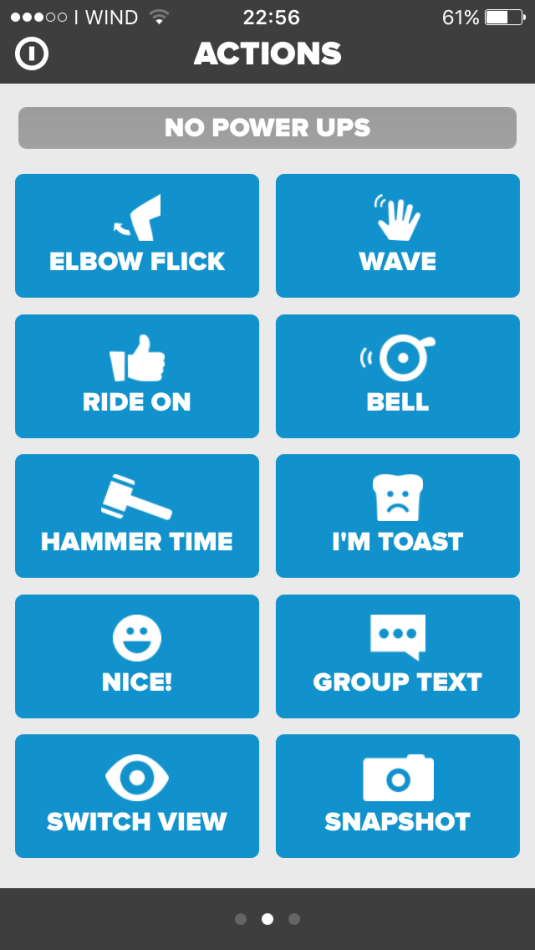 I WIND 22:56 61%
ACTIONS
NO POWER UPS
ELBOW FLICK WAVE
RIDE ON BELL
HAMMER TIME I'M TOAST
NICE! GROUP TEXT
SWITCH VIEW SNAPSHOT